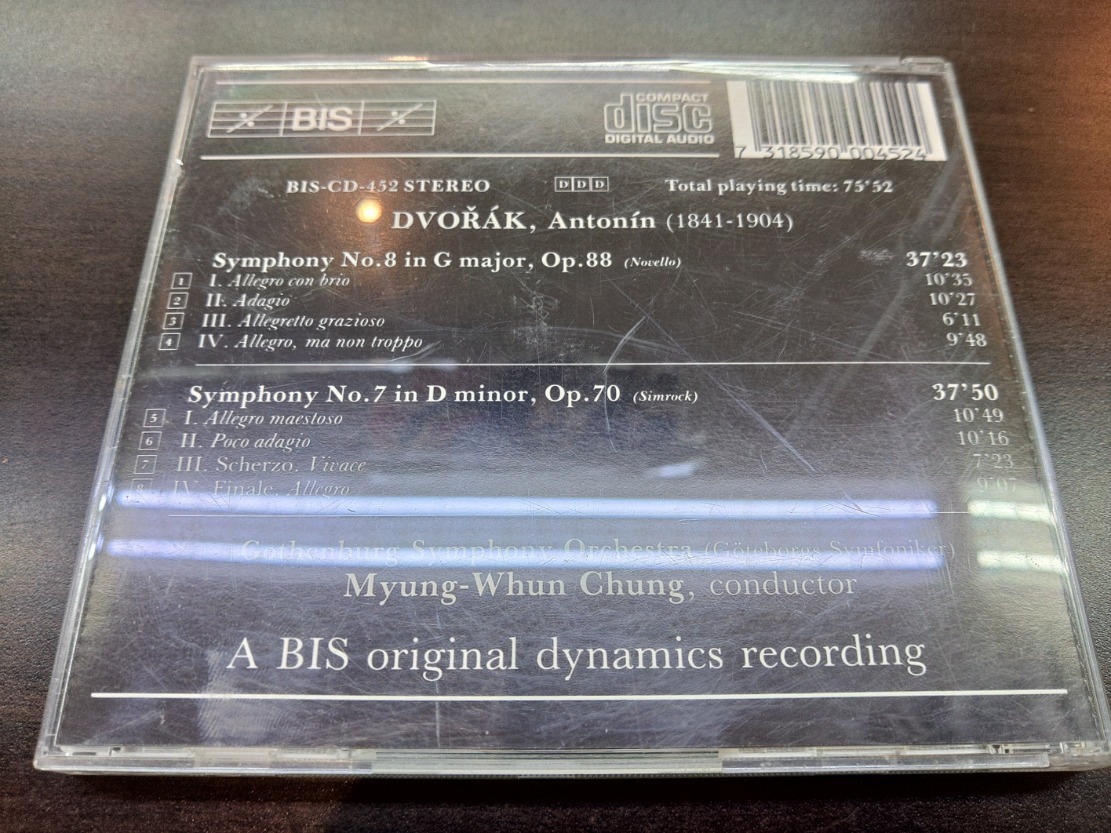 BIS
COMPACT
disc
DIGITAL AUDIO
7 318590 004524
BIS-CD-452 STEREO DDD Total playing time: 75'52
DVOŘÁK, Antonín (1841-1904)
Symphony No.8 in G major, Op.88 (Novello) 37'23
1 I. Allegro con brio 10'35
2 II. Adagio 10'27
3 III. Allegretto grazioso 6'11
4 IV. Allegro, ma non troppo 9'48
Symphony No.7 in D minor, Op.70 (Simrock) 37'50
5 I. Allegro maestoso 10'49
6 II. Poco adagio 10'16
7 III. Scherzo. Vivace 7'23
8 IV. Finale. Allegro 9'07
Gothenburg Symphony Orchestra (Göteborgs Symfoniker)
Myung-Whun Chung, conductor
A BIS original dynamics recording